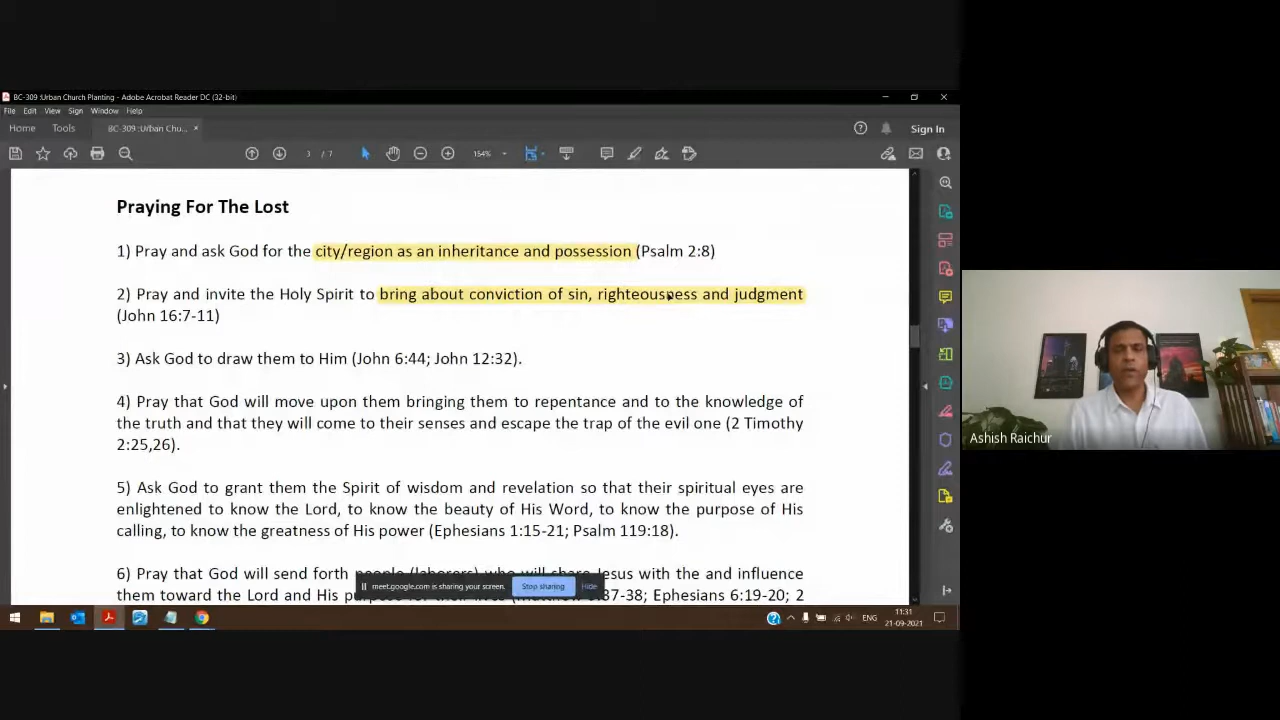 BC-309 :Urban Church Planting - Adobe Acrobat Reader DC (32-bit)
File Edit View Sign Window Help
Home Tools BC-309 :Urban Chu... × Sign In
3 / 7 154%
Praying For The Lost
1) Pray and ask God for the city/region as an inheritance and possession (Psalm 2:8)
2) Pray and invite the Holy Spirit to bring about conviction of sin, righteousness and judgment
(John 16:7-11)
3) Ask God to draw them to Him (John 6:44; John 12:32).
4) Pray that God will move upon them bringing them to repentance and to the knowledge of
the truth and that they will come to their senses and escape the trap of the evil one (2 Timothy
2:25,26).
5) Ask God to grant them the Spirit of wisdom and revelation so that their spiritual eyes are
enlightened to know the Lord, to know the beauty of His Word, to know the purpose of His
calling, to know the greatness of His power (Ephesians 1:15-21; Psalm 119:18).
6) Pray that God will send forth Jesus with the and influence
them toward the Lord and His Ephesians 6:19-20; 2
meet.google.com is sharing your screen. Stop sharing Hide
ENG
11:31
21-09-2021
Ashish Raichur